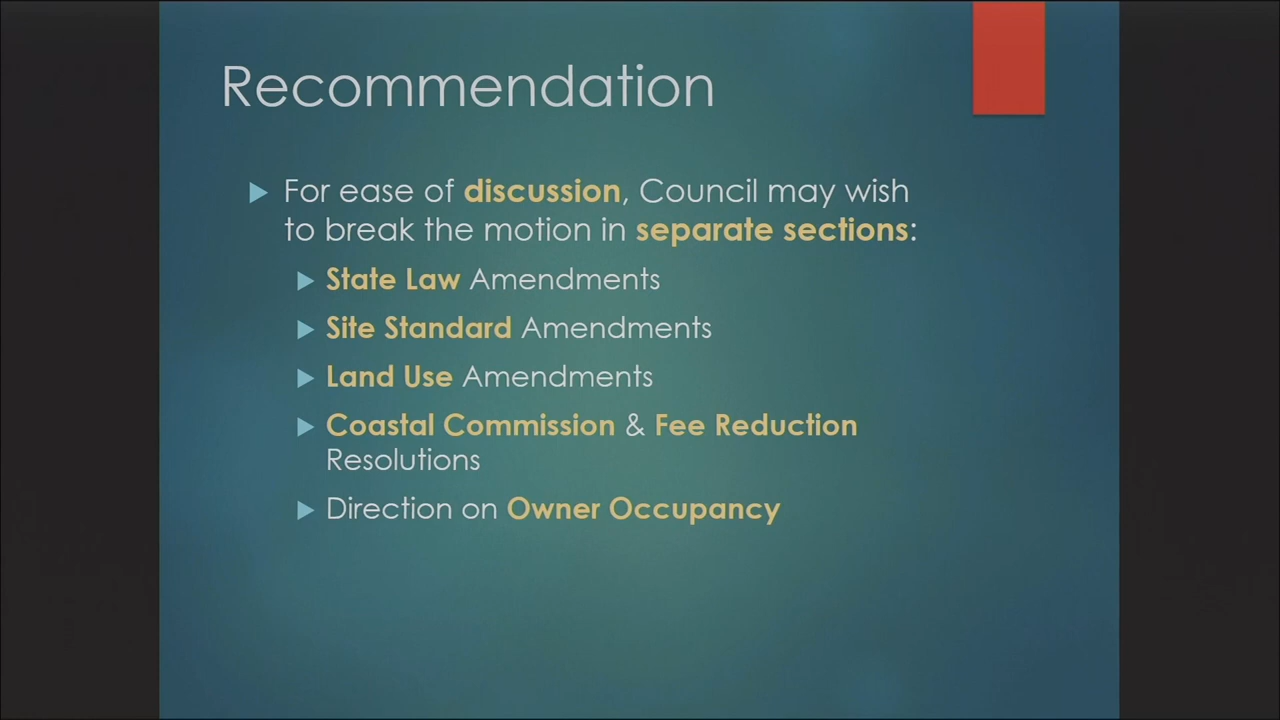 Recommendation
For ease of discussion, Council may wish
to break the motion in separate sections:
State Law Amendments
Site Standard Amendments
Land Use Amendments
Coastal Commission & Fee Reduction
Resolutions
Direction on Owner Occupancy